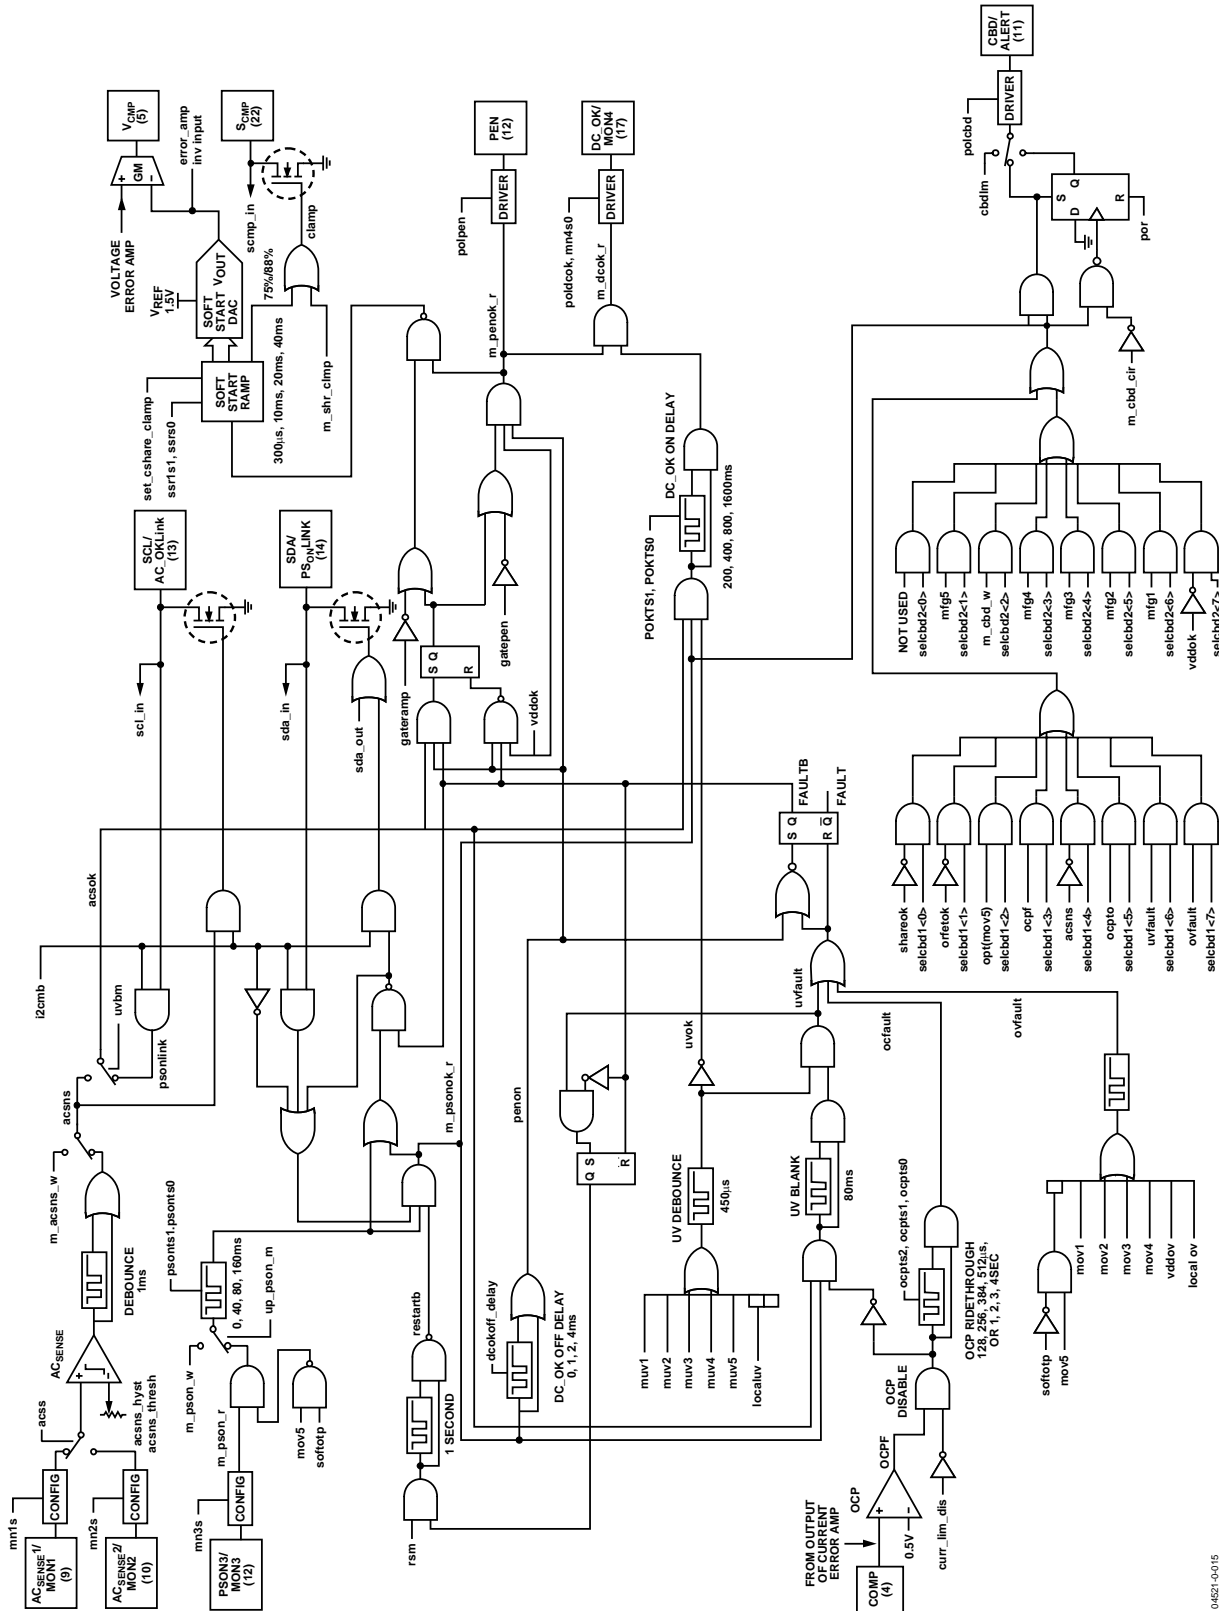 AC_SENSE1/
MON1
(9)
mn1s
CONFIG
AC_SENSE2/
MON2
(10)
mn2s
CONFIG
acss
AC_SENSE
+
–
acsns_hyst
acsns_thresh
DEBOUNCE
1ms
m_acsns_w
acsns
acsok
uvbm
psonlink
i2cmb
scl_in
SCL/
AC_OKLink
(13)
set_cshare_clamp
ssr1s1, ssrs0
SOFT
START
RAMP
300µs, 10ms, 20ms, 40ms
VREF
1.5V
SOFT
START
DAC
VOUT
VOLTAGE
ERROR AMP
+
–
GM
VCMP
(5)
error_amp
inv input
SCMP
(22)
scmp_in
clamp
75%/88%
m_shr_clmp
PSON3/
MON3
(12)
mn3s
CONFIG
m_pson_r
m_pson_w
psonts1.psonts0
0, 40, 80, 160ms
up_pson_m
mov5
softotp
sda_in
SDA/
PSONLINK
(14)
sda_out
gateramp
S Q
R
gatepen
vddok
m_penok_r
polpen
DRIVER
PEN
(12)
poldcok, mn4s0
m_dcok_r
DRIVER
DC_OK/
MON4
(17)
POKTS1, POKTS0
DC_OK ON DELAY
200, 400, 800, 1600ms
m_psonok_r
restartb
1 SECOND
rsm
dcokoff_delay
DC_OK OFF DELAY
0, 1, 2, 4ms
penon
Q S
R
S Q
R Q
FAULTB
FAULT
uvfault
uvok
UV DEBOUNCE
450µs
muv1
muv2
muv3
muv4
muv5
localuv
UV BLANK
80ms
ocfault
ovfault
FROM OUTPUT
OF CURRENT
ERROR AMP
COMP
(4)
OCP
+
–
0.5V
OCPF
OCP
DISABLE
curr_lim_dis
ocpts2, ocpts1, ocpts0
OCP RIDETHROUGH
128, 256, 384, 512µs,
OR 1, 2, 3, 4SEC
softotp
mov5
mov1
mov2
mov3
mov4
vddov
local ov
shareok
selcbd1<0>
orfetok
selcbd1<1>
opt(mov5)
selcbd1<2>
ocpf
selcbd1<3>
acsns
selcbd1<4>
ocpto
selcbd1<5>
uvfault
selcbd1<6>
ovfault
selcbd1<7>
NOT USED
selcbd2<0>
mfg5
selcbd2<1>
m_cbd_w
selcbd2<2>
mfg4
selcbd2<3>
mfg3
selcbd2<4>
mfg2
selcbd2<5>
mfg1
selcbd2<6>
vddok
selcbd2<7>
m_cbd_cir
S
D Q
R
por
cbdlm
polcbd
DRIVER
CBD/
ALERT
(11)
04521-0-015